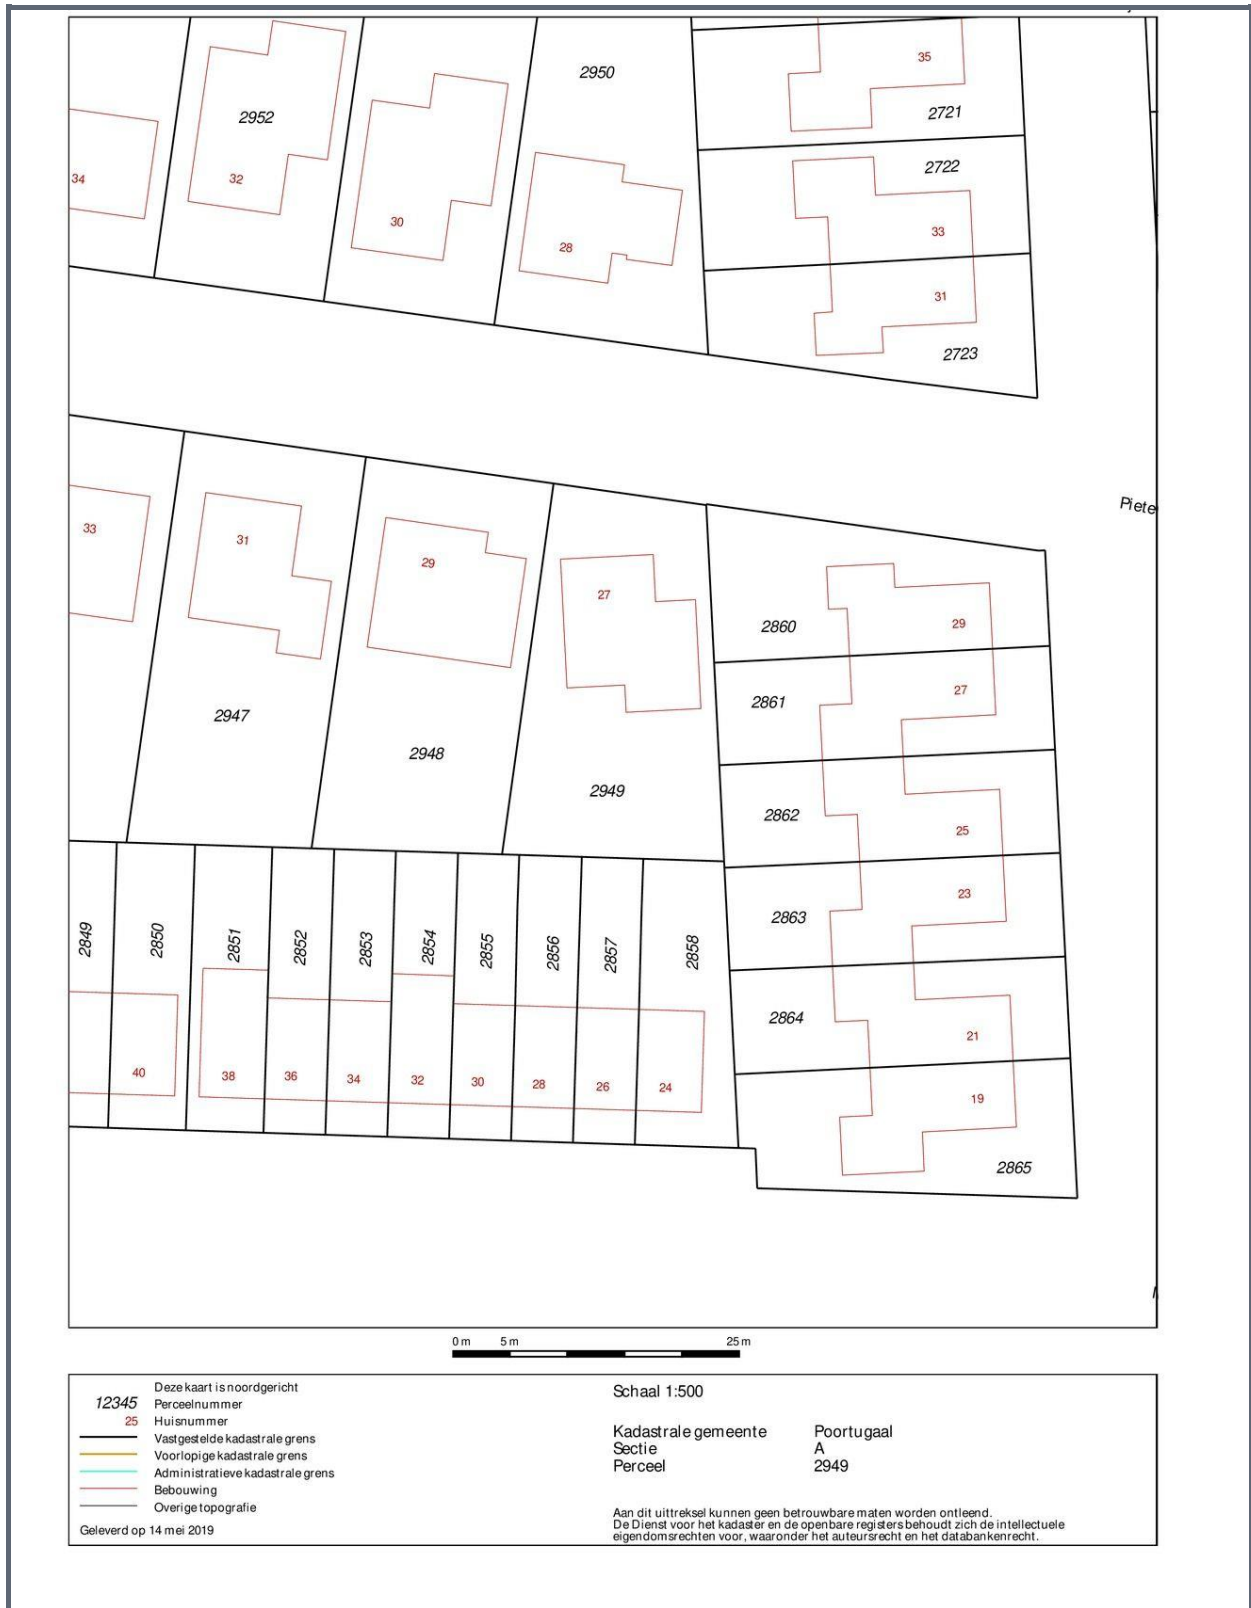 2950
35
2952
2721
34
32
2722
30
28
33
31
2723
Piete
33
31
29
27
2860
29
2861
27
2947
2948
2949
2862
25
2863
23
2849
2850
2851
2852
2853
2854
2855
2856
2857
2858
2864
21
40
38
36
34
32
30
28
26
24
19
2865
0 m 5 m 25 m
Deze kaart is noordgericht
12345 Perceelnummer
25 Huisnummer
Vastgestelde kadastrale grens
Voorlopige kadastrale grens
Administratieve kadastrale grens
Bebouwing
Overige topografie
Geleverd op 14 mei 2019
Schaal 1:500
Kadastrale gemeente Poortugaal
Sectie A
Perceel 2949
Aan dit uittreksel kunnen geen betrouwbare maten worden ontleend.
De Dienst voor het kadaster en de openbare registers behoudt zich de intellectuele
eigendomsrechten voor, waaronder het auteursrecht en het databankenrecht.